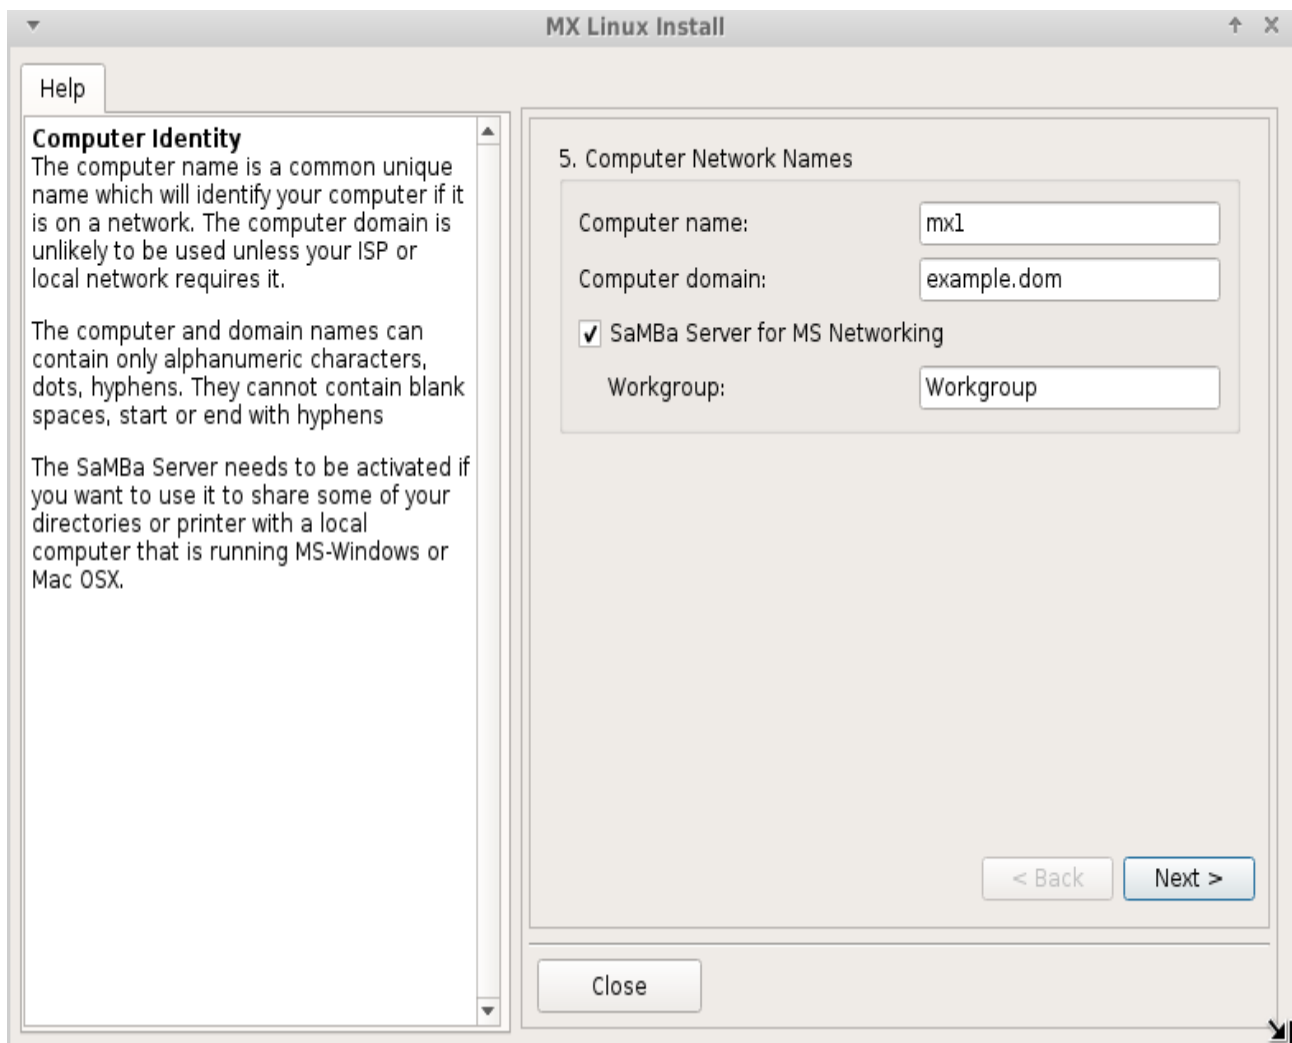 MX Linux Install
Help
Computer Identity
The computer name is a common unique
name which will identify your computer if it
is on a network. The computer domain is
unlikely to be used unless your ISP or
local network requires it.
The computer and domain names can
contain only alphanumeric characters,
dots, hyphens. They cannot contain blank
spaces, start or end with hyphens
The SaMBa Server needs to be activated if
you want to use it to share some of your
directories or printer with a local
computer that is running MS-Windows or
Mac OSX.
5. Computer Network Names
Computer name: mx1
Computer domain: example.dom
SaMBa Server for MS Networking
Workgroup: Workgroup
< Back Next >
Close